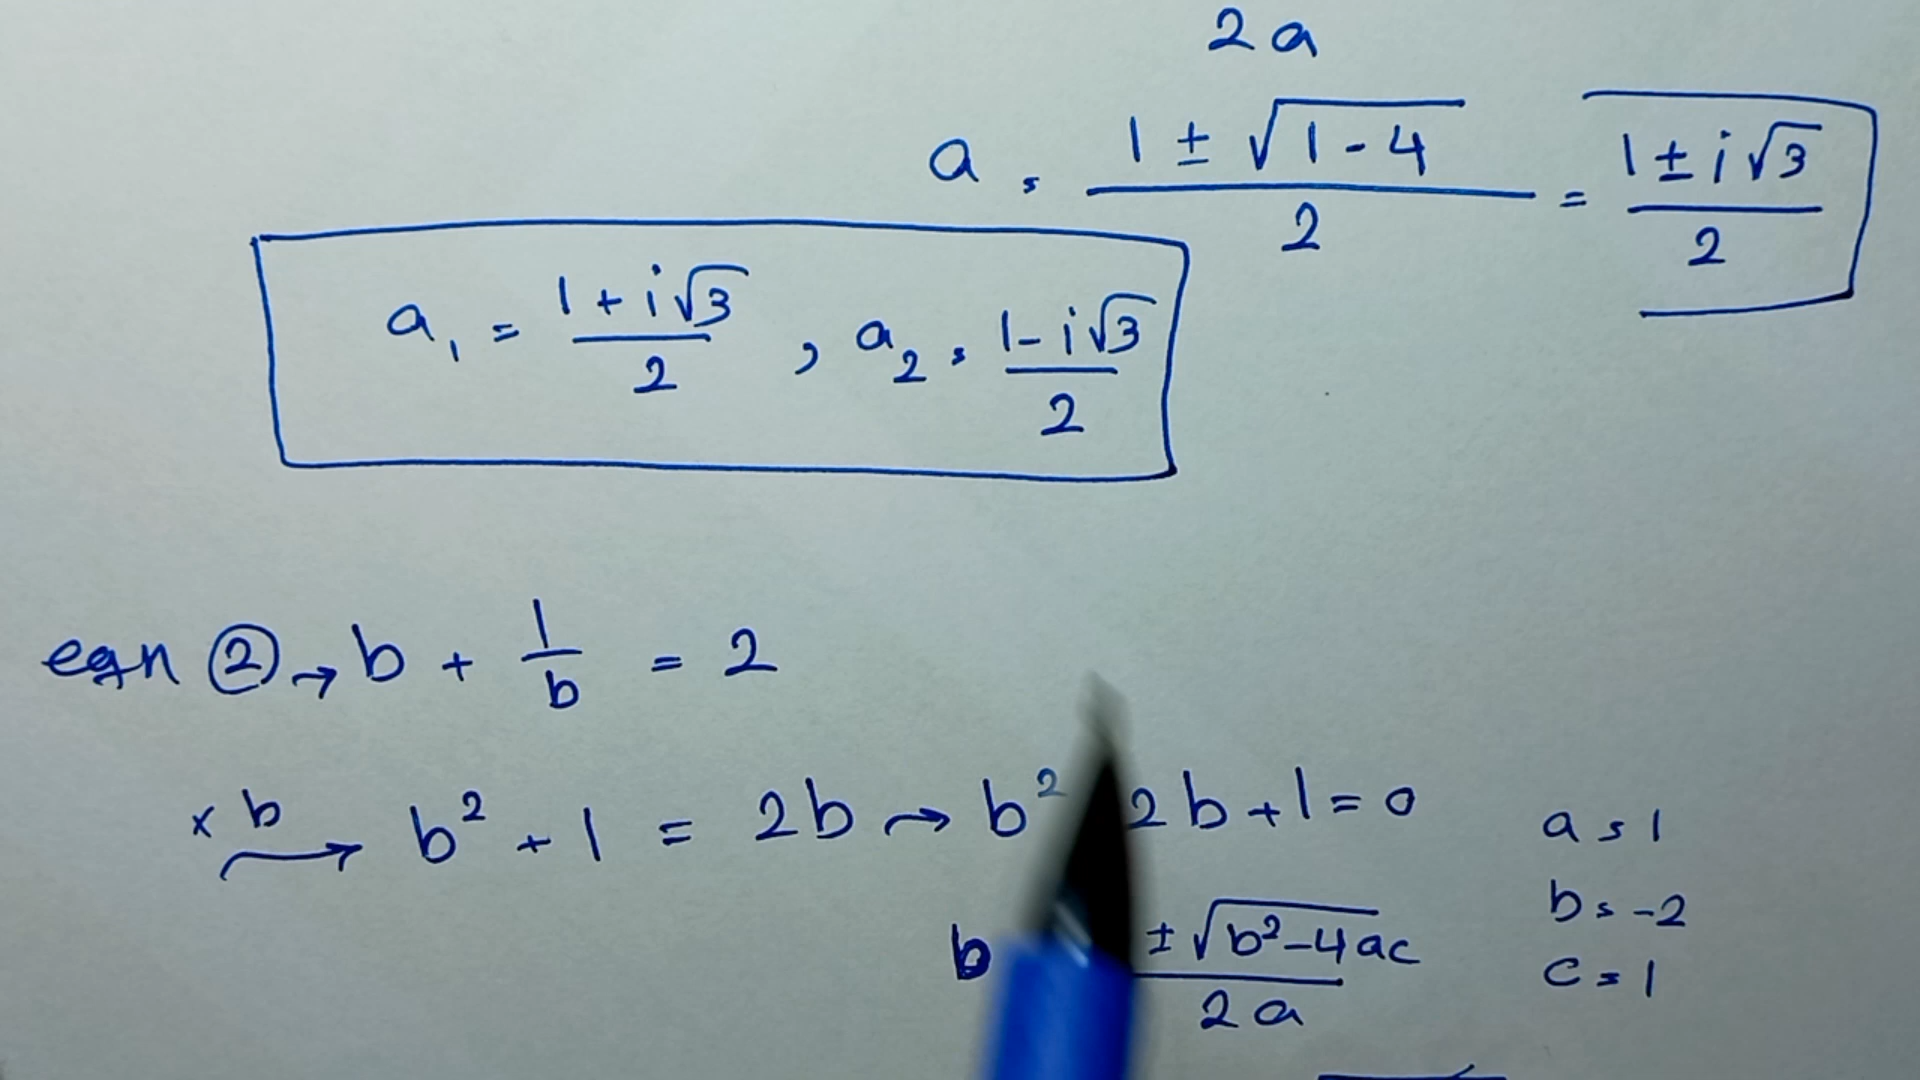 2a
a = (1 ± √(1 - 4)) / 2 = (1 ± i√3) / 2
a₁ = (1 + i√3) / 2 , a₂ = (1 - i√3) / 2
eqn ② → b + 1/b = 2
× b → b² + 1 = 2b → b² 2b + 1 = 0
a = 1
b = -2
c = 1
b ± √(b² - 4ac) / 2a